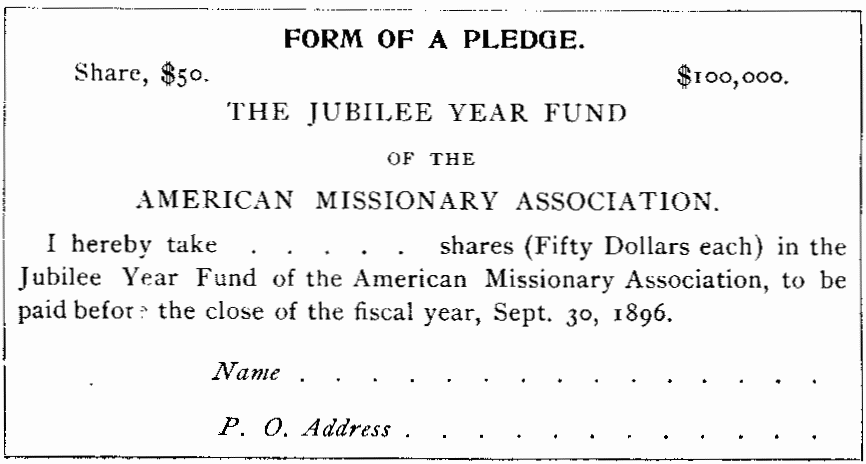 FORM OF A PLEDGE.
Share, $50. $100,000.
THE JUBILEE YEAR FUND
OF THE
AMERICAN MISSIONARY ASSOCIATION.
I hereby take . . . . . shares (Fifty Dollars each) in the
Jubilee Year Fund of the American Missionary Association, to be
paid before the close of the fiscal year, Sept. 30, 1896.
Name . . . . . . . . . . . . . . .
P. O. Address . . . . . . . . . . . .